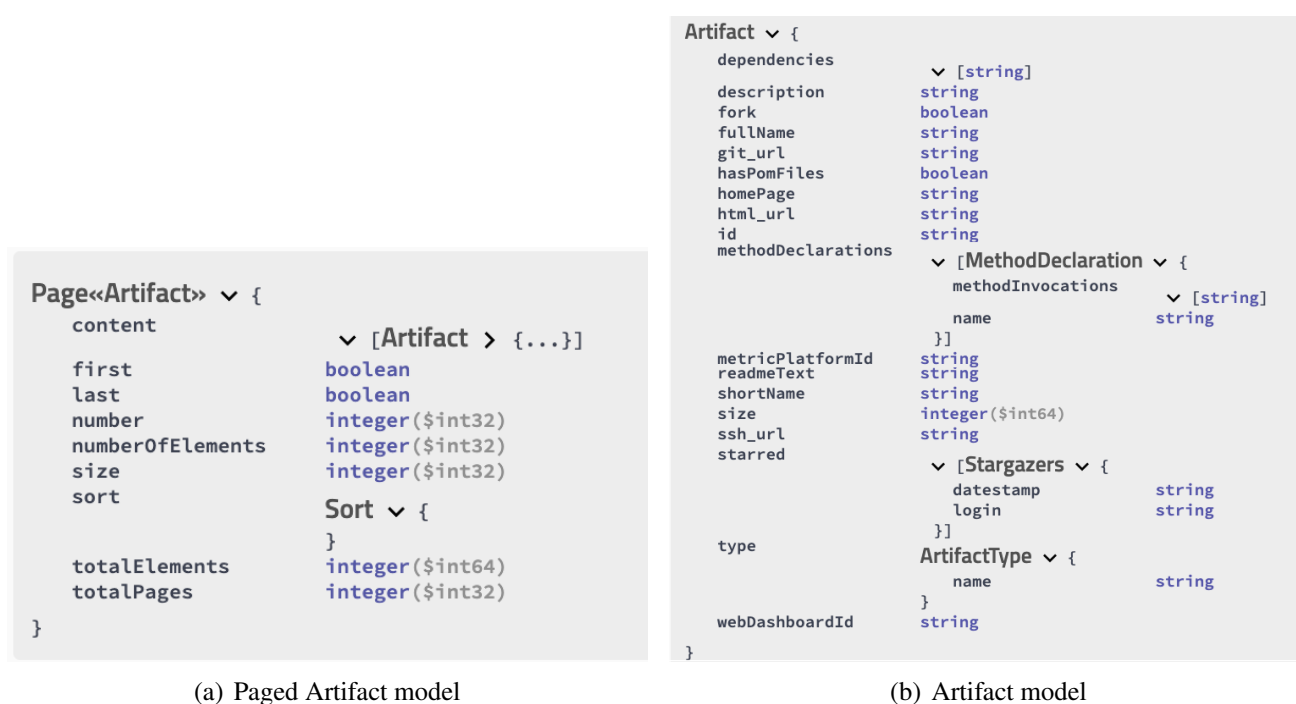 Page«Artifact» {
content
[Artifact > {...}]
first boolean
last boolean
number integer($int32)
numberOfElements integer($int32)
size integer($int32)
sort
Sort {
}
totalElements integer($int64)
totalPages integer($int32)
}
(a) Paged Artifact model
Artifact {
dependencies
[string]
description string
fork boolean
fullName string
git_url string
hasPomFiles boolean
homePage string
html_url string
id string
methodDeclarations
[MethodDeclaration {
methodInvocations
[string]
name string
}]
metricPlatformId string
readmeText string
shortName string
size integer($int64)
ssh_url string
starred
[Stargazers {
datestamp string
login string
}]
type
ArtifactType {
name string
}
webDashboardId string
}
(b) Artifact model